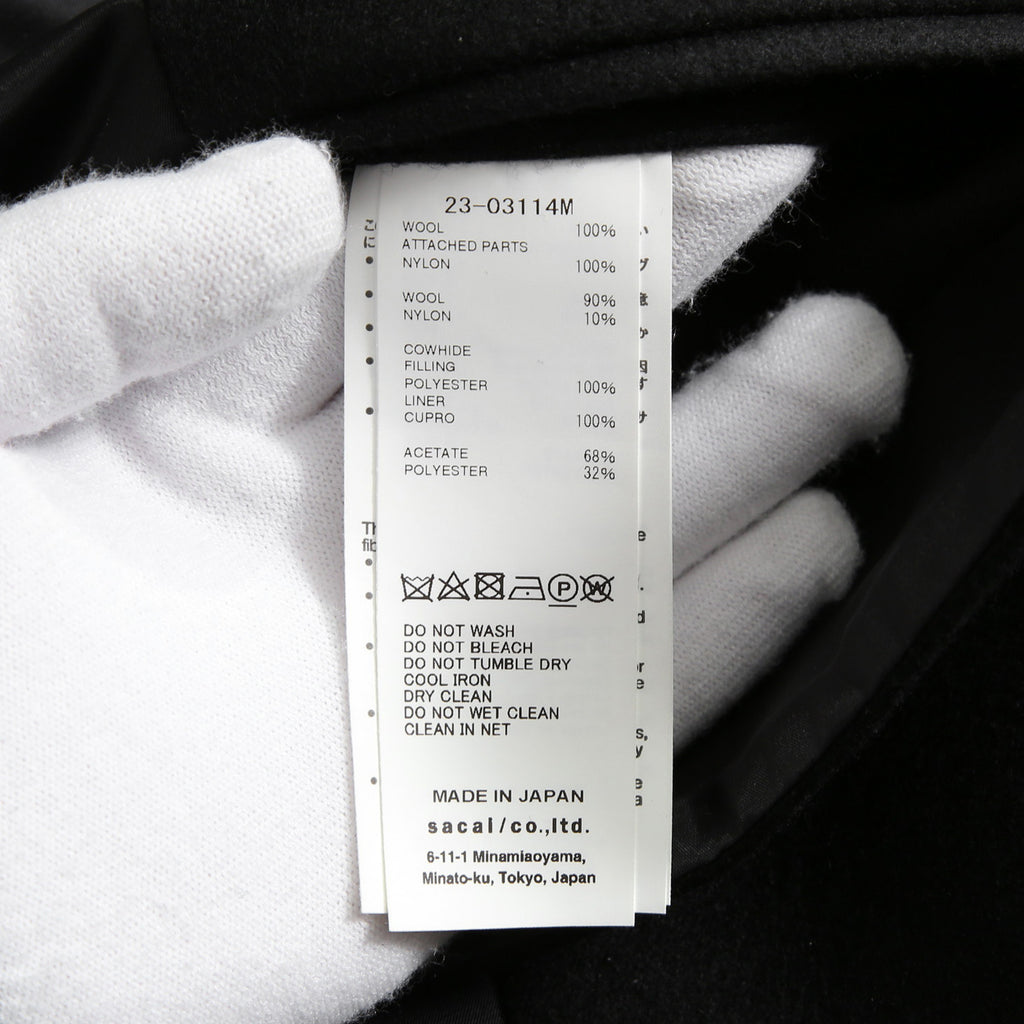 23-03114M
WOOL 100%
ATTACHED PARTS
NYLON 100%
WOOL 90%
NYLON 10%
COWHIDE
FILLING
POLYESTER 100%
LINER
CUPRO 100%
ACETATE 68%
POLYESTER 32%
P W
DO NOT WASH
DO NOT BLEACH
DO NOT TUMBLE DRY
COOL IRON
DRY CLEAN
DO NOT WET CLEAN
CLEAN IN NET
MADE IN JAPAN
sacai/co.,ltd.
6-11-1 Minamiaoyama,
Minato-ku, Tokyo, Japan